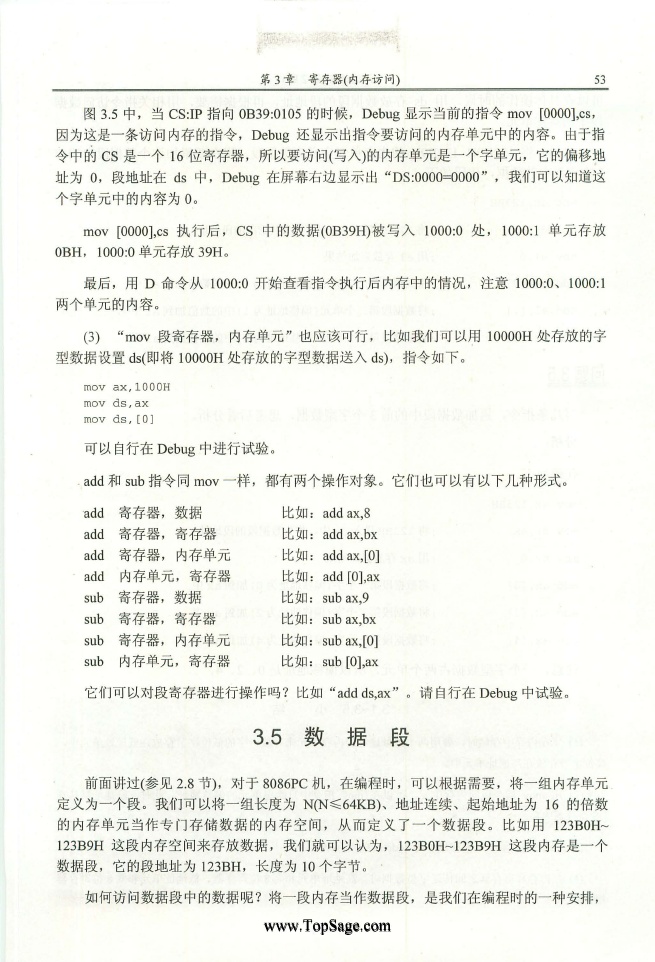 第 3 章 寄存器(内存访问) 53
图 3.5 中，当 CS:IP 指向 0B39:0105 的时候，Debug 显示当前的指令 mov [0000],cs，
因为这是一条访问内存的指令，Debug 还显示出指令要访问的内存单元中的内容。由于指
令中的 CS 是一个 16 位寄存器，所以要访问(写入)的内存单元是一个字单元，它的偏移地
址为 0，段地址在 ds 中，Debug 在屏幕右边显示出“DS:0000=0000”，我们可以知道这
个字单元中的内容为 0。
mov [0000],cs 执行后，CS 中的数据(0B39H)被写入 1000:0 处，1000:1 单元存放
0BH，1000:0 单元存放 39H。
最后，用 D 命令从 1000:0 开始查看指令执行后内存中的情况，注意 1000:0、1000:1
两个单元的内容。
(3) “mov 段寄存器，内存单元”也应该可行，比如我们可以用 10000H 处存放的字
型数据设置 ds(即将 10000H 处存放的字型数据送入 ds)，指令如下。
mov ax,1000H
mov ds,ax
mov ds,[0]
可以自行在 Debug 中进行试验。
add 和 sub 指令同 mov 一样，都有两个操作对象。它们也可以有以下几种形式。
add 寄存器，数据 比如：add ax,8
add 寄存器，寄存器 比如：add ax,bx
add 寄存器，内存单元 比如：add ax,[0]
add 内存单元，寄存器 比如：add [0],ax
sub 寄存器，数据 比如：sub ax,9
sub 寄存器，寄存器 比如：sub ax,bx
sub 寄存器，内存单元 比如：sub ax,[0]
sub 内存单元，寄存器 比如：sub [0],ax
它们可以对段寄存器进行操作吗？比如“add ds,ax”。请自行在 Debug 中试验。
3.5 数 据 段
前面讲过(参见 2.8 节)，对于 8086PC 机，在编程时，可以根据需要，将一组内存单元
定义为一个段。我们可以将一组长度为 N(N≤64KB)、地址连续、起始地址为 16 的倍数
的内存单元当作专门存储数据的内存空间，从而定义了一个数据段。比如用 123B0H~
123B9H 这段内存空间来存放数据，我们就可以认为，123B0H~123B9H 这段内存是一个
数据段，它的段地址为 123BH，长度为 10 个字节。
如何访问数据段中的数据呢？将一段内存当作数据段，是我们在编程时的一种安排，
www.TopSage.com